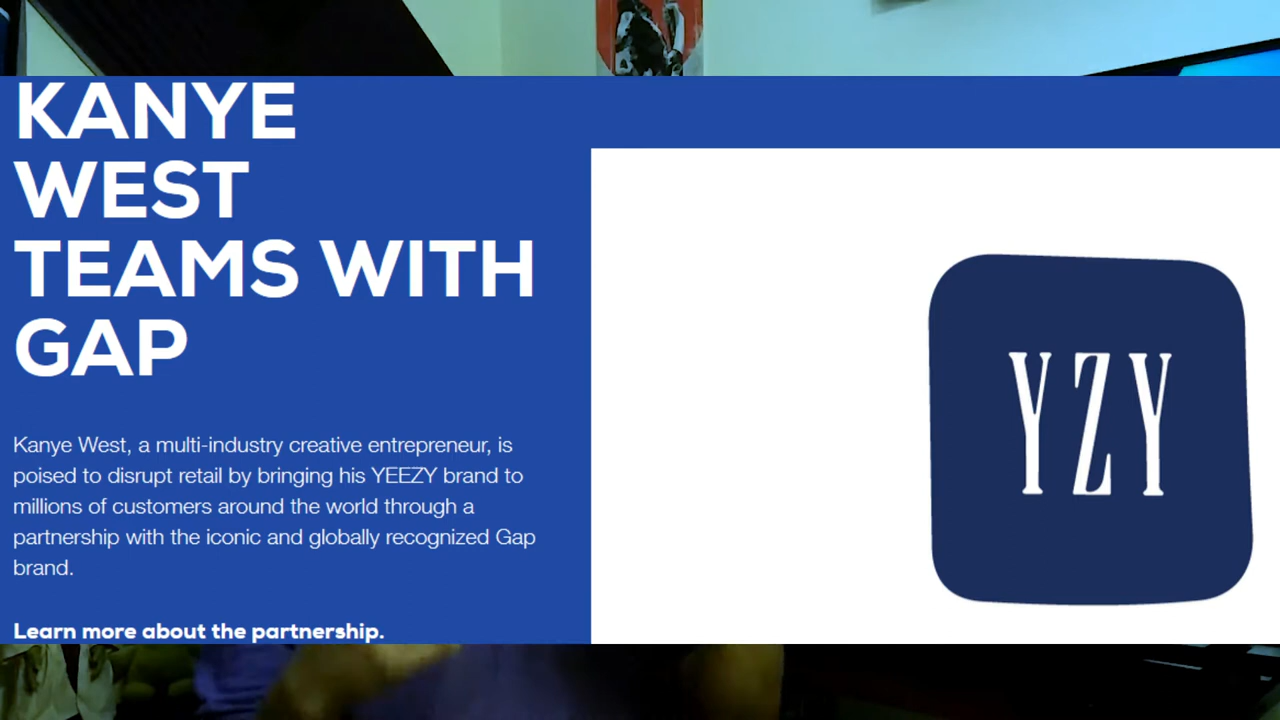 KANYE
WEST
TEAMS WITH
GAP
Kanye West, a multi-industry creative entrepreneur, is
poised to disrupt retail by bringing his YEEZY brand to
millions of customers around the world through a
partnership with the iconic and globally recognized Gap
brand.
Learn more about the partnership.
YZY